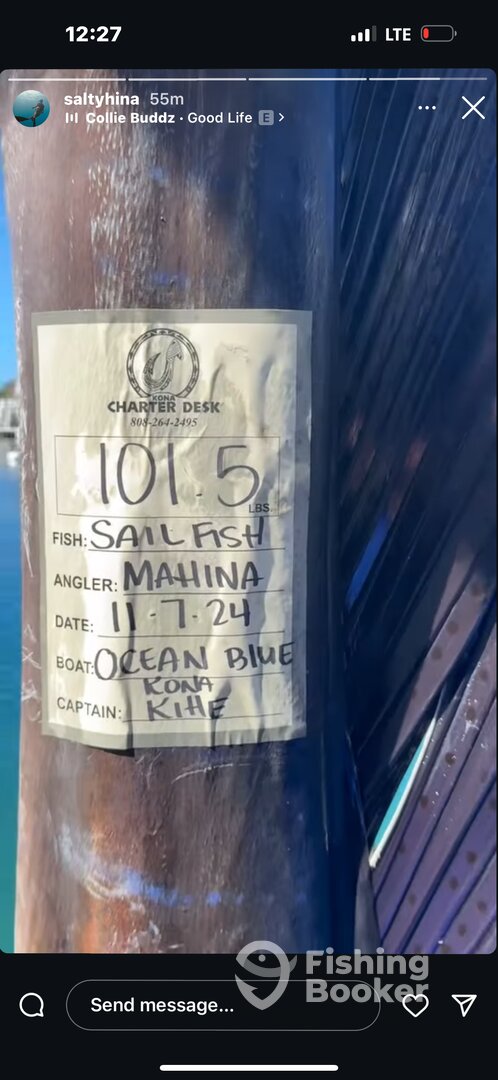 12:27
LTE
saltyhina 55m
Collie Buddz · Good Life E >
KONA
CHARTER DESK
808-264-2495
101.5
LBS.
FISH: SAILFISH
ANGLER: MAHINA
DATE: 11-7-24
BOAT: OCEAN BLUE
KONA
CAPTAIN: KIHE
Fishing
Booker
Send message...